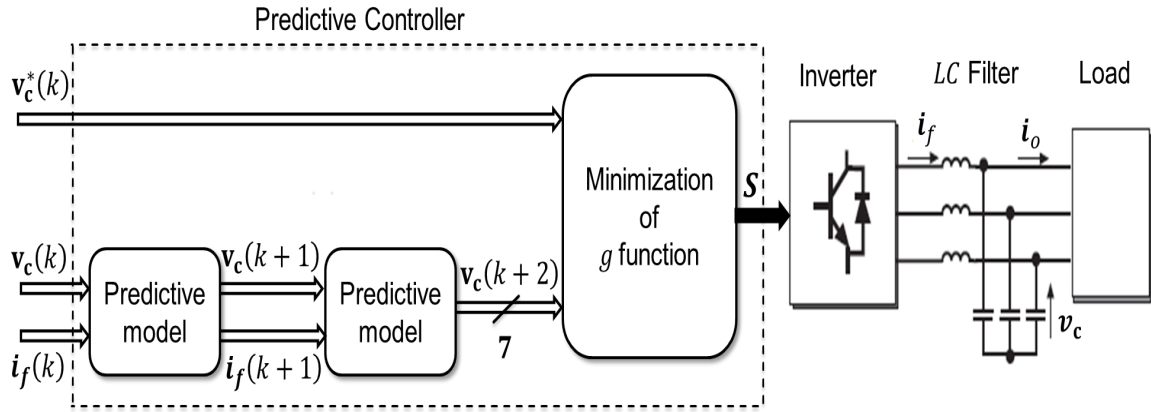 Predictive Controller
v_c^*(k)
Inverter
LC Filter
Load
i_f
i_o
Minimization
of
g function
S
v_c(k)
v_c(k+1)
v_c(k+2)
Predictive
model
Predictive
model
7
i_f(k)
i_f(k+1)
v_c